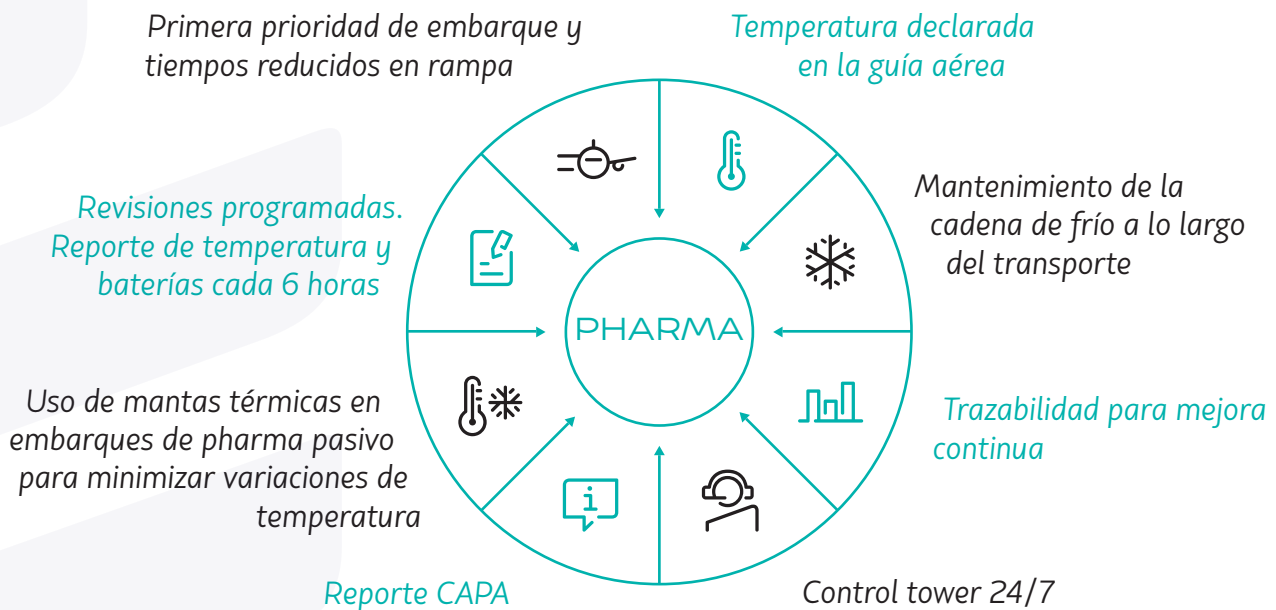 Primera prioridad de embarque y
tiempos reducidos en rampa
Temperatura declarada
en la guía aérea
Mantenimiento de la
cadena de frío a lo largo
del transporte
Trazabilidad para mejora
continua
Control tower 24/7
Reporte CAPA
Uso de mantas térmicas en
embarques de pharma pasivo
para minimizar variaciones de
temperatura
Revisiones programadas.
Reporte de temperatura y
baterías cada 6 horas
PHARMA
i